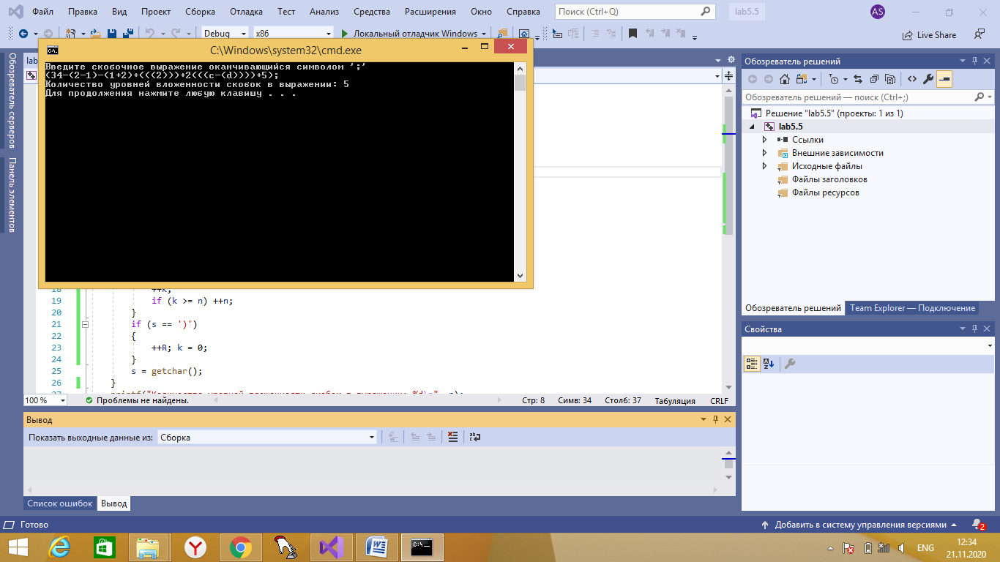 Файл Правка Вид Проект Сборка Отладка Тест Анализ Средства Расширения Окно Справка Поиск (Ctrl+Q) lab5.5 AS
Debug x86 Локальный отладчик Windows Live Share
C:\Windows\system32\cmd.exe
Введите скобочное выражение оканчивающийся символом ';'
(34-(2-1)-(1+2)+(((2)))+2(((c-(d))))+5);
Количество уровней вложенности скобок в выражении: 5
Для продолжения нажмите любую клавишу . . .
Обозреватель серверов
Панель элементов
lab
18 ++k;
19 if (k >= n) ++n;
20 }
21 if (s == ')')
22 {
23 ++R; k = 0;
24 }
25 s = getchar();
26 }
100 % Проблемы не найдены. Стр: 8 Симв: 34 Столб: 37 Табуляция CRLF
Вывод
Показать выходные данные из: Сборка
Список ошибок Вывод
Обозреватель решений
Обозреватель решений — поиск (Ctrl+;)
Решение "lab5.5" (проекты: 1 из 1)
lab5.5
Ссылки
Внешние зависимости
Исходные файлы
Файлы заголовков
Файлы ресурсов
Обозреватель решений Team Explorer — Подключение
Свойства
Готово Добавить в систему управления версиями 2
ENG 12:34
21.11.2020